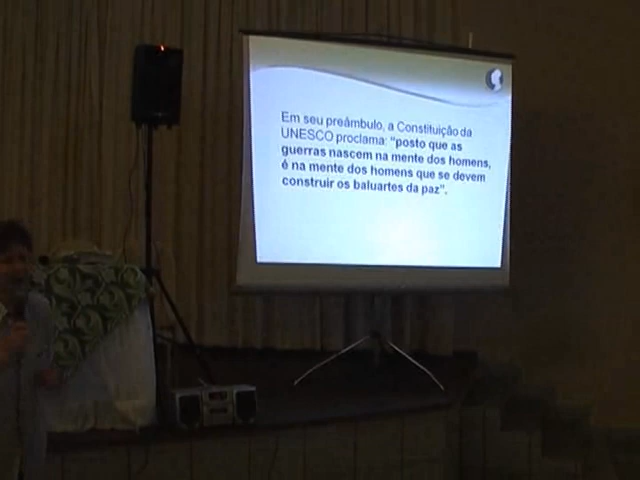 Em seu preâmbulo, a Constituição da
UNESCO proclama: "posto que as
guerras nascem na mente dos homens,
é na mente dos homens que se devem
construir os baluartes da paz".